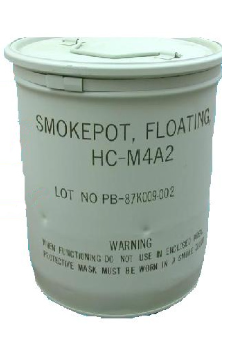 SMOKEPOT, FLOATING,
HC-M4A2
LOT NO PB-87K009-002
WARNING
WHEN FUNCTIONING DO NOT USE IN ENCLOSED AREA.
PROTECTIVE MASK MUST BE WORN IN A SMOKE CLOUD